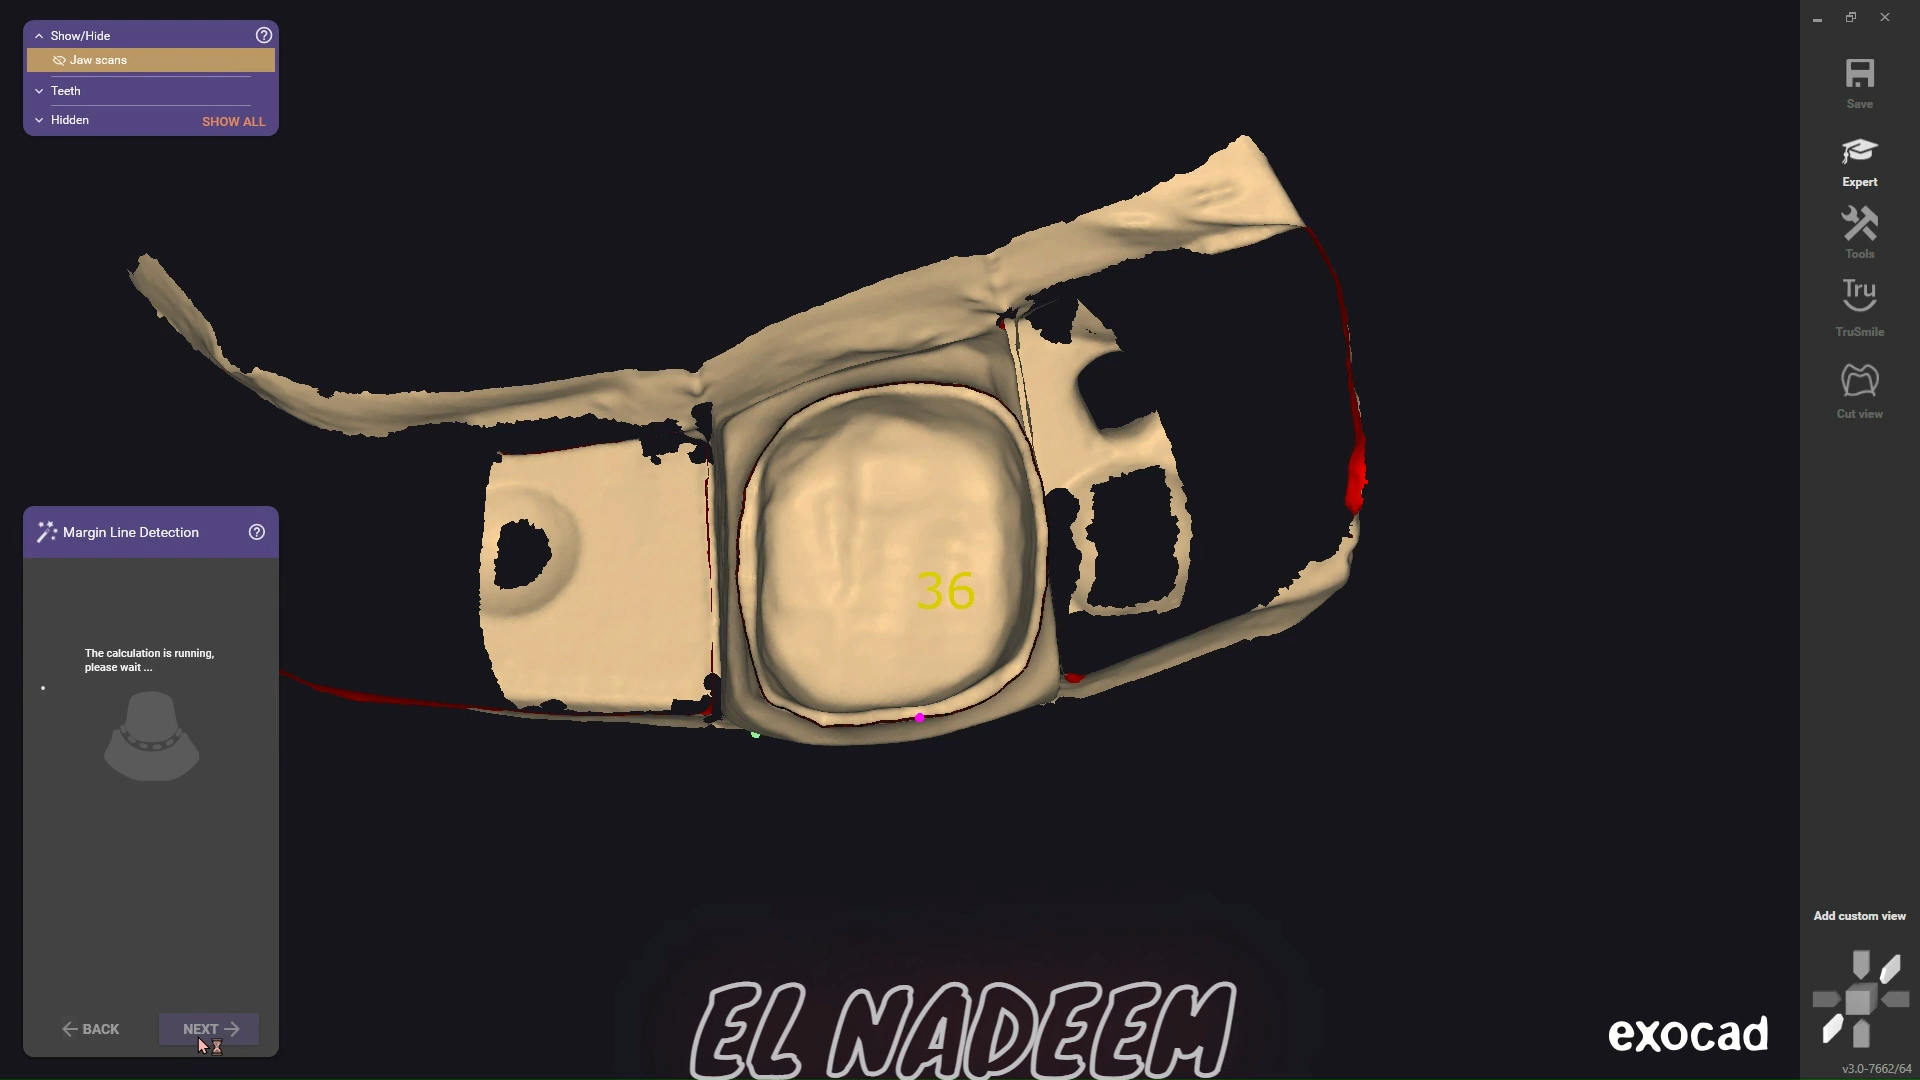 Show/Hide
Jaw scans
Teeth
Hidden SHOW ALL
Save
Expert
Tools
Tru
TruSmile
Cut view
Margin Line Detection
The calculation is running,
please wait ...
36
BACK NEXT
Add custom view
EL NADEEM
exocad
v3.0-7662/64